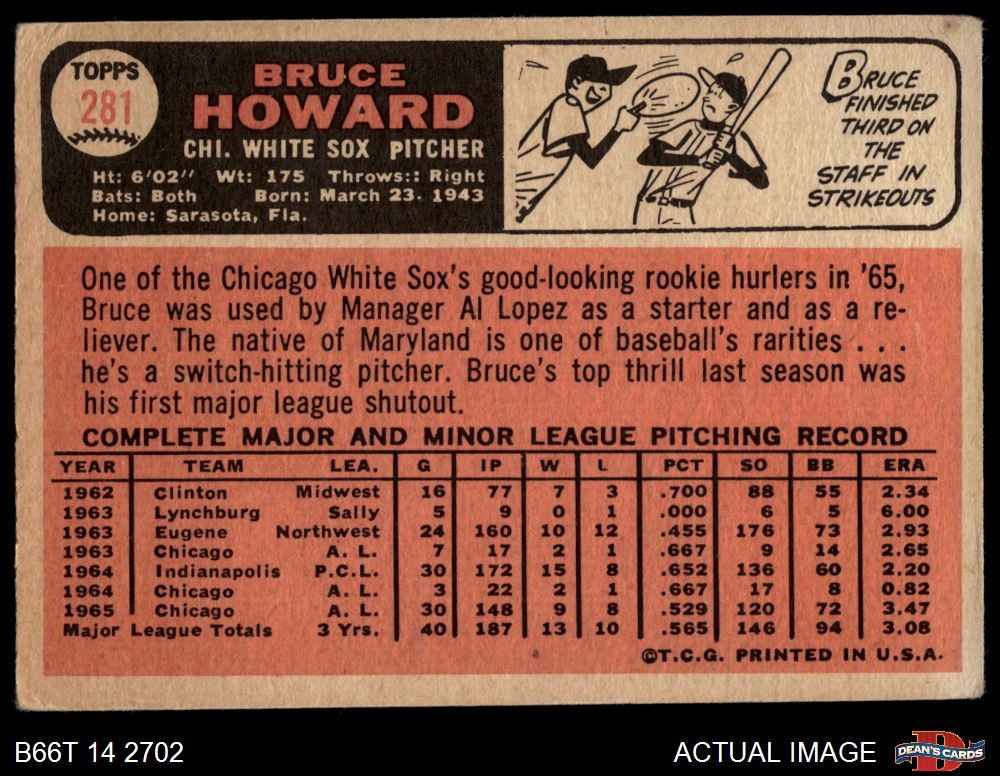 TOPPS
281
BRUCE
HOWARD
CHI. WHITE SOX PITCHER
Ht: 6'02" Wt: 175 Throws:: Right
Bats: Both Born: March 23. 1943
Home: Sarasota, Fla.
BRUCE
FINISHED
THIRD ON
THE
STAFF IN
STRIKEOUTS
One of the Chicago White Sox's good-looking rookie hurlers in '65,
Bruce was used by Manager Al Lopez as a starter and as a re-
liever. The native of Maryland is one of baseball's rarities . . .
he's a switch-hitting pitcher. Bruce's top thrill last season was
his first major league shutout.
COMPLETE MAJOR AND MINOR LEAGUE PITCHING RECORD
YEAR TEAM LEA. G IP W L PCT SO BB ERA
1962 Clinton Midwest 16 77 7 3 .700 88 55 2.34
1963 Lynchburg Sally 5 9 0 1 .000 6 5 6.00
1963 Eugene Northwest 24 160 10 12 .455 176 73 2.93
1963 Chicago A. L. 7 17 2 1 .667 9 14 2.65
1964 Indianapolis P.C.L. 30 172 15 8 .652 136 60 2.20
1964 Chicago A. L. 3 22 2 1 .667 17 8 0.82
1965 Chicago A. L. 30 148 9 8 .529 120 72 3.47
Major League Totals 3 Yrs. 40 187 13 10 .565 146 94 3.08
©T.C.G. PRINTED IN U.S.A.
B66T 14 2702
ACTUAL IMAGE
DEAN'S CARDS